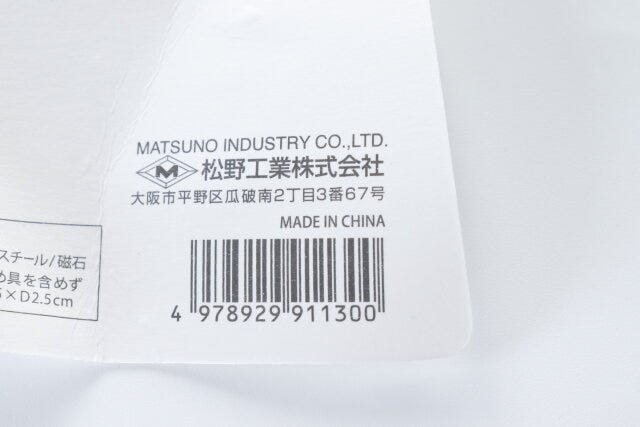 MATSUNO INDUSTRY CO.,LTD.
M 松野工業株式会社
大阪市平野区瓜破南2丁目3番67号
MADE IN CHINA
スチール/磁石
め具を含めず
×D2.5cm
4 978929 911300